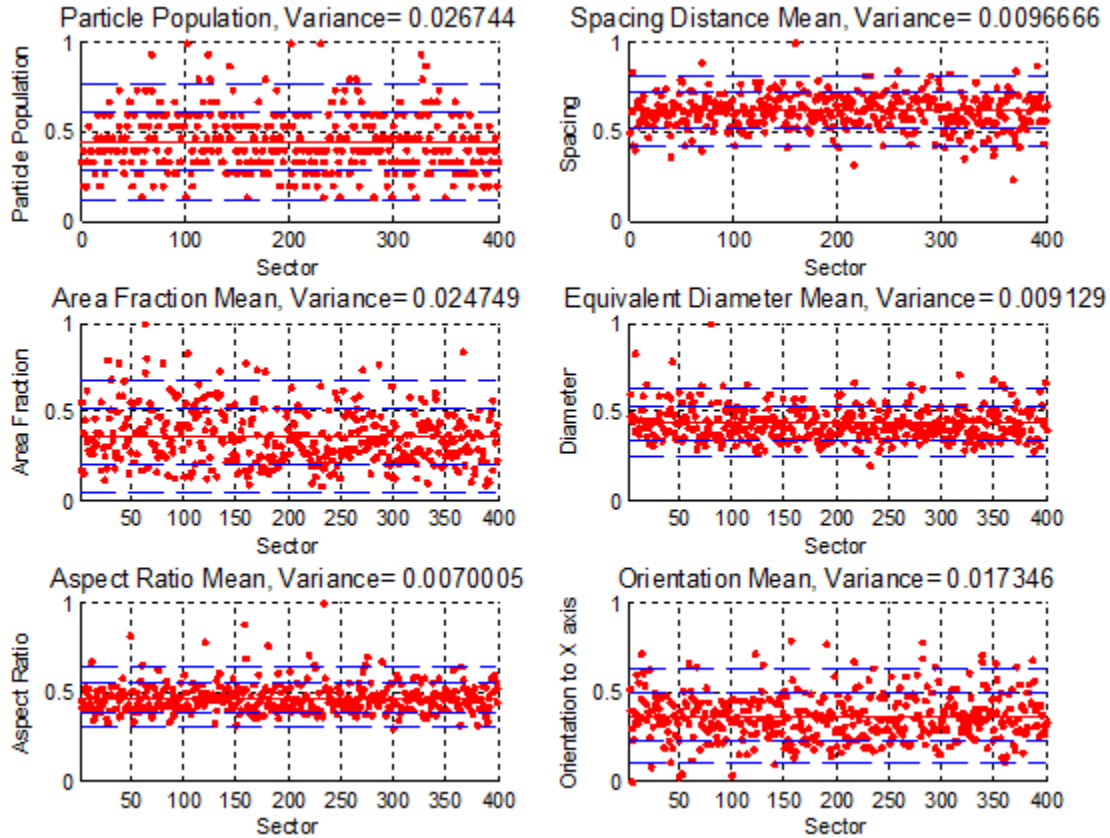 Particle Population, Variance= 0.026744
Particle Population
1
0.5
0
0 100 200 300 400
Sector
Spacing Distance Mean, Variance= 0.0096666
Spacing
1
0.5
0
0 100 200 300 400
Sector
Area Fraction Mean, Variance= 0.024749
Area Fraction
1
0.5
0
50 100 150 200 250 300 350 400
Sector
Equivalent Diameter Mean, Variance= 0.009129
Diameter
1
0.5
0
50 100 150 200 250 300 350 400
Sector
Aspect Ratio Mean, Variance= 0.0070005
Aspect Ratio
1
0.5
0
50 100 150 200 250 300 350 400
Sector
Orientation Mean, Variance= 0.017346
Orientation to X axis
1
0.5
0
50 100 150 200 250 300 350 400
Sector